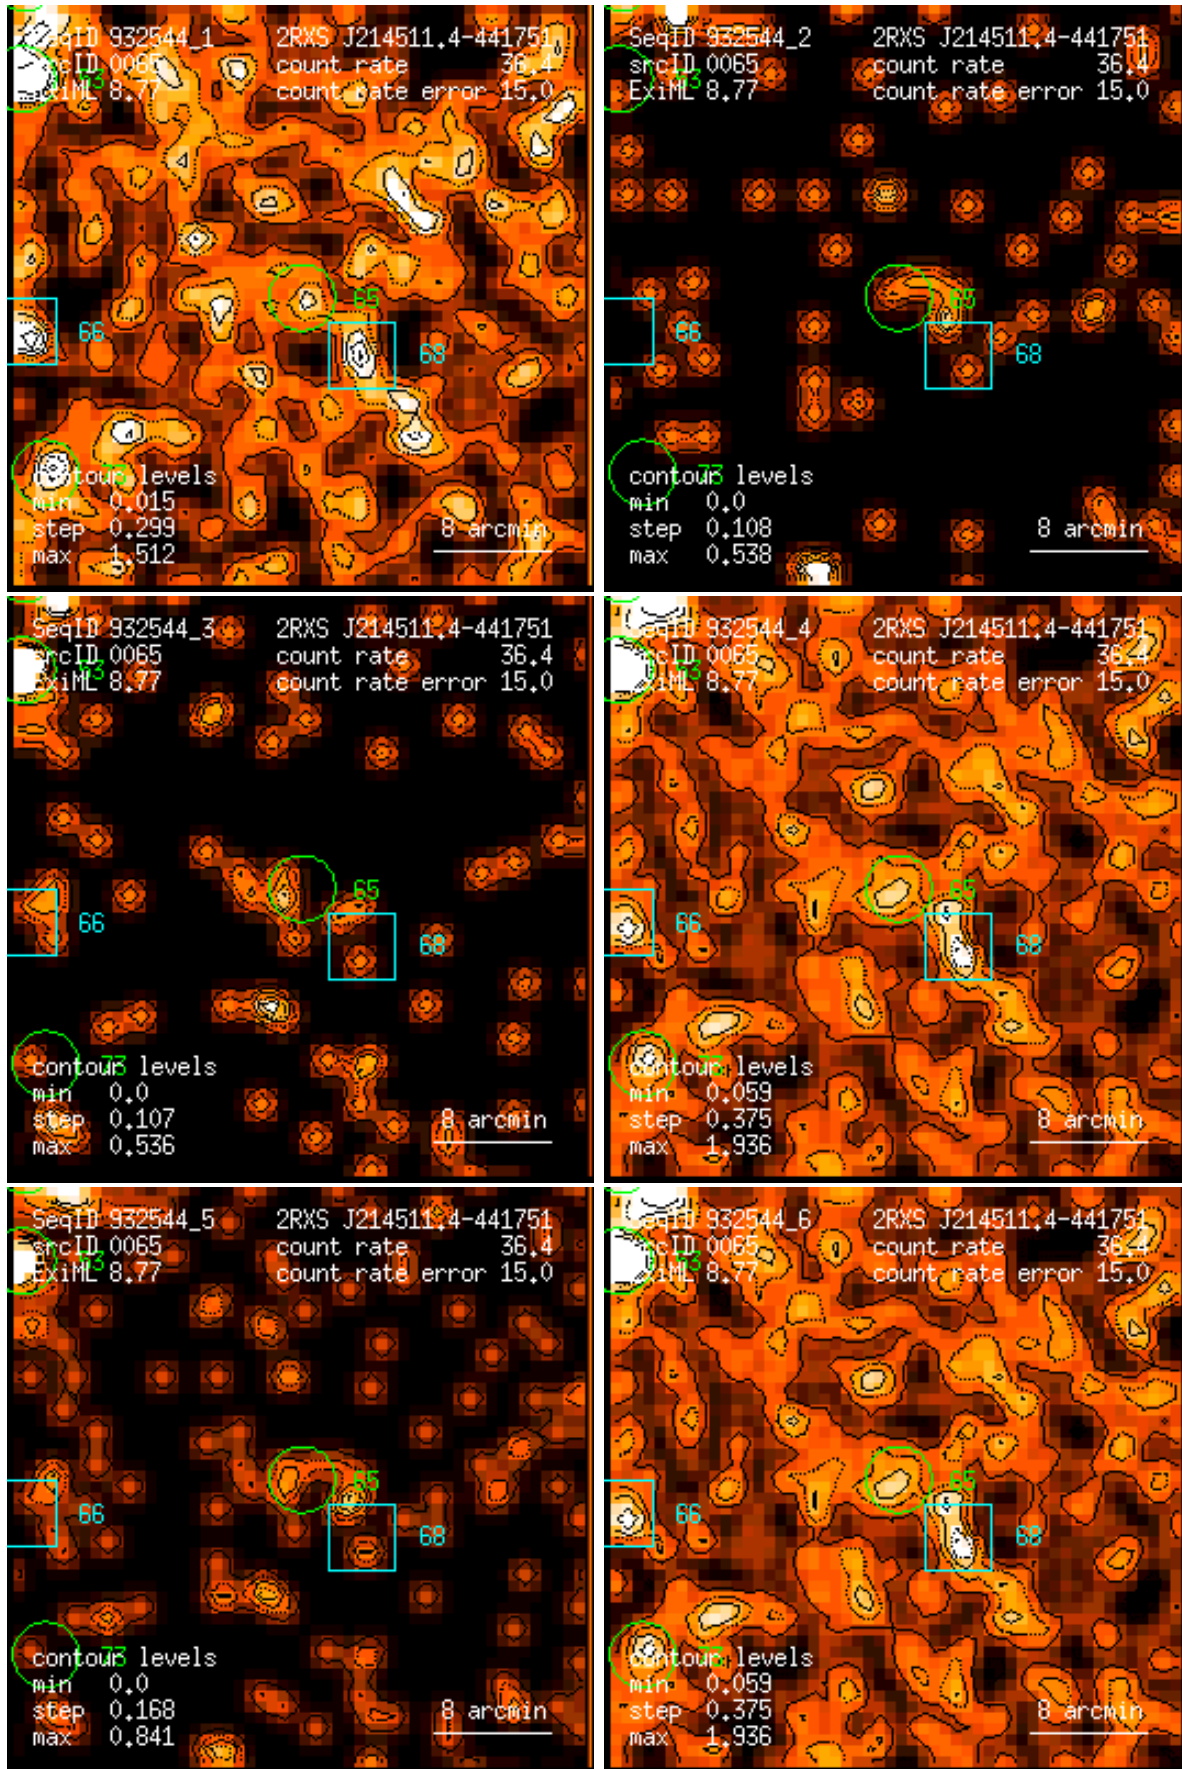 SeqID 932544_1 2RXS J214511.4-441751
srcID 0065 count rate 36.4
ExiML 8.77 count rate error 15.0
65
66
68
73
contour levels
min 0.015
step 0.299 8 arcmin
max 1.512
SeqID 932544_2 2RXS J214511.4-441751
srcID 0065 count rate 36.4
ExiML 8.77 count rate error 15.0
65
66
68
73
contour levels
min 0.0
step 0.108 8 arcmin
max 0.538
SeqID 932544_3 2RXS J214511.4-441751
srcID 0065 count rate 36.4
ExiML 8.77 count rate error 15.0
65
66
68
73
contour levels
min 0.0
step 0.107 8 arcmin
max 0.536
SeqID 932544_4 2RXS J214511.4-441751
srcID 0065 count rate 36.4
ExiML 8.77 count rate error 15.0
65
66
68
73
contour levels
min 0.059
step 0.375 8 arcmin
max 1.936
SeqID 932544_5 2RXS J214511.4-441751
srcID 0065 count rate 36.4
ExiML 8.77 count rate error 15.0
65
66
68
73
contour levels
min 0.0
step 0.168 8 arcmin
max 0.841
SeqID 932544_6 2RXS J214511.4-441751
srcID 0065 count rate 36.4
ExiML 8.77 count rate error 15.0
65
66
68
73
contour levels
min 0.059
step 0.375 8 arcmin
max 1.936